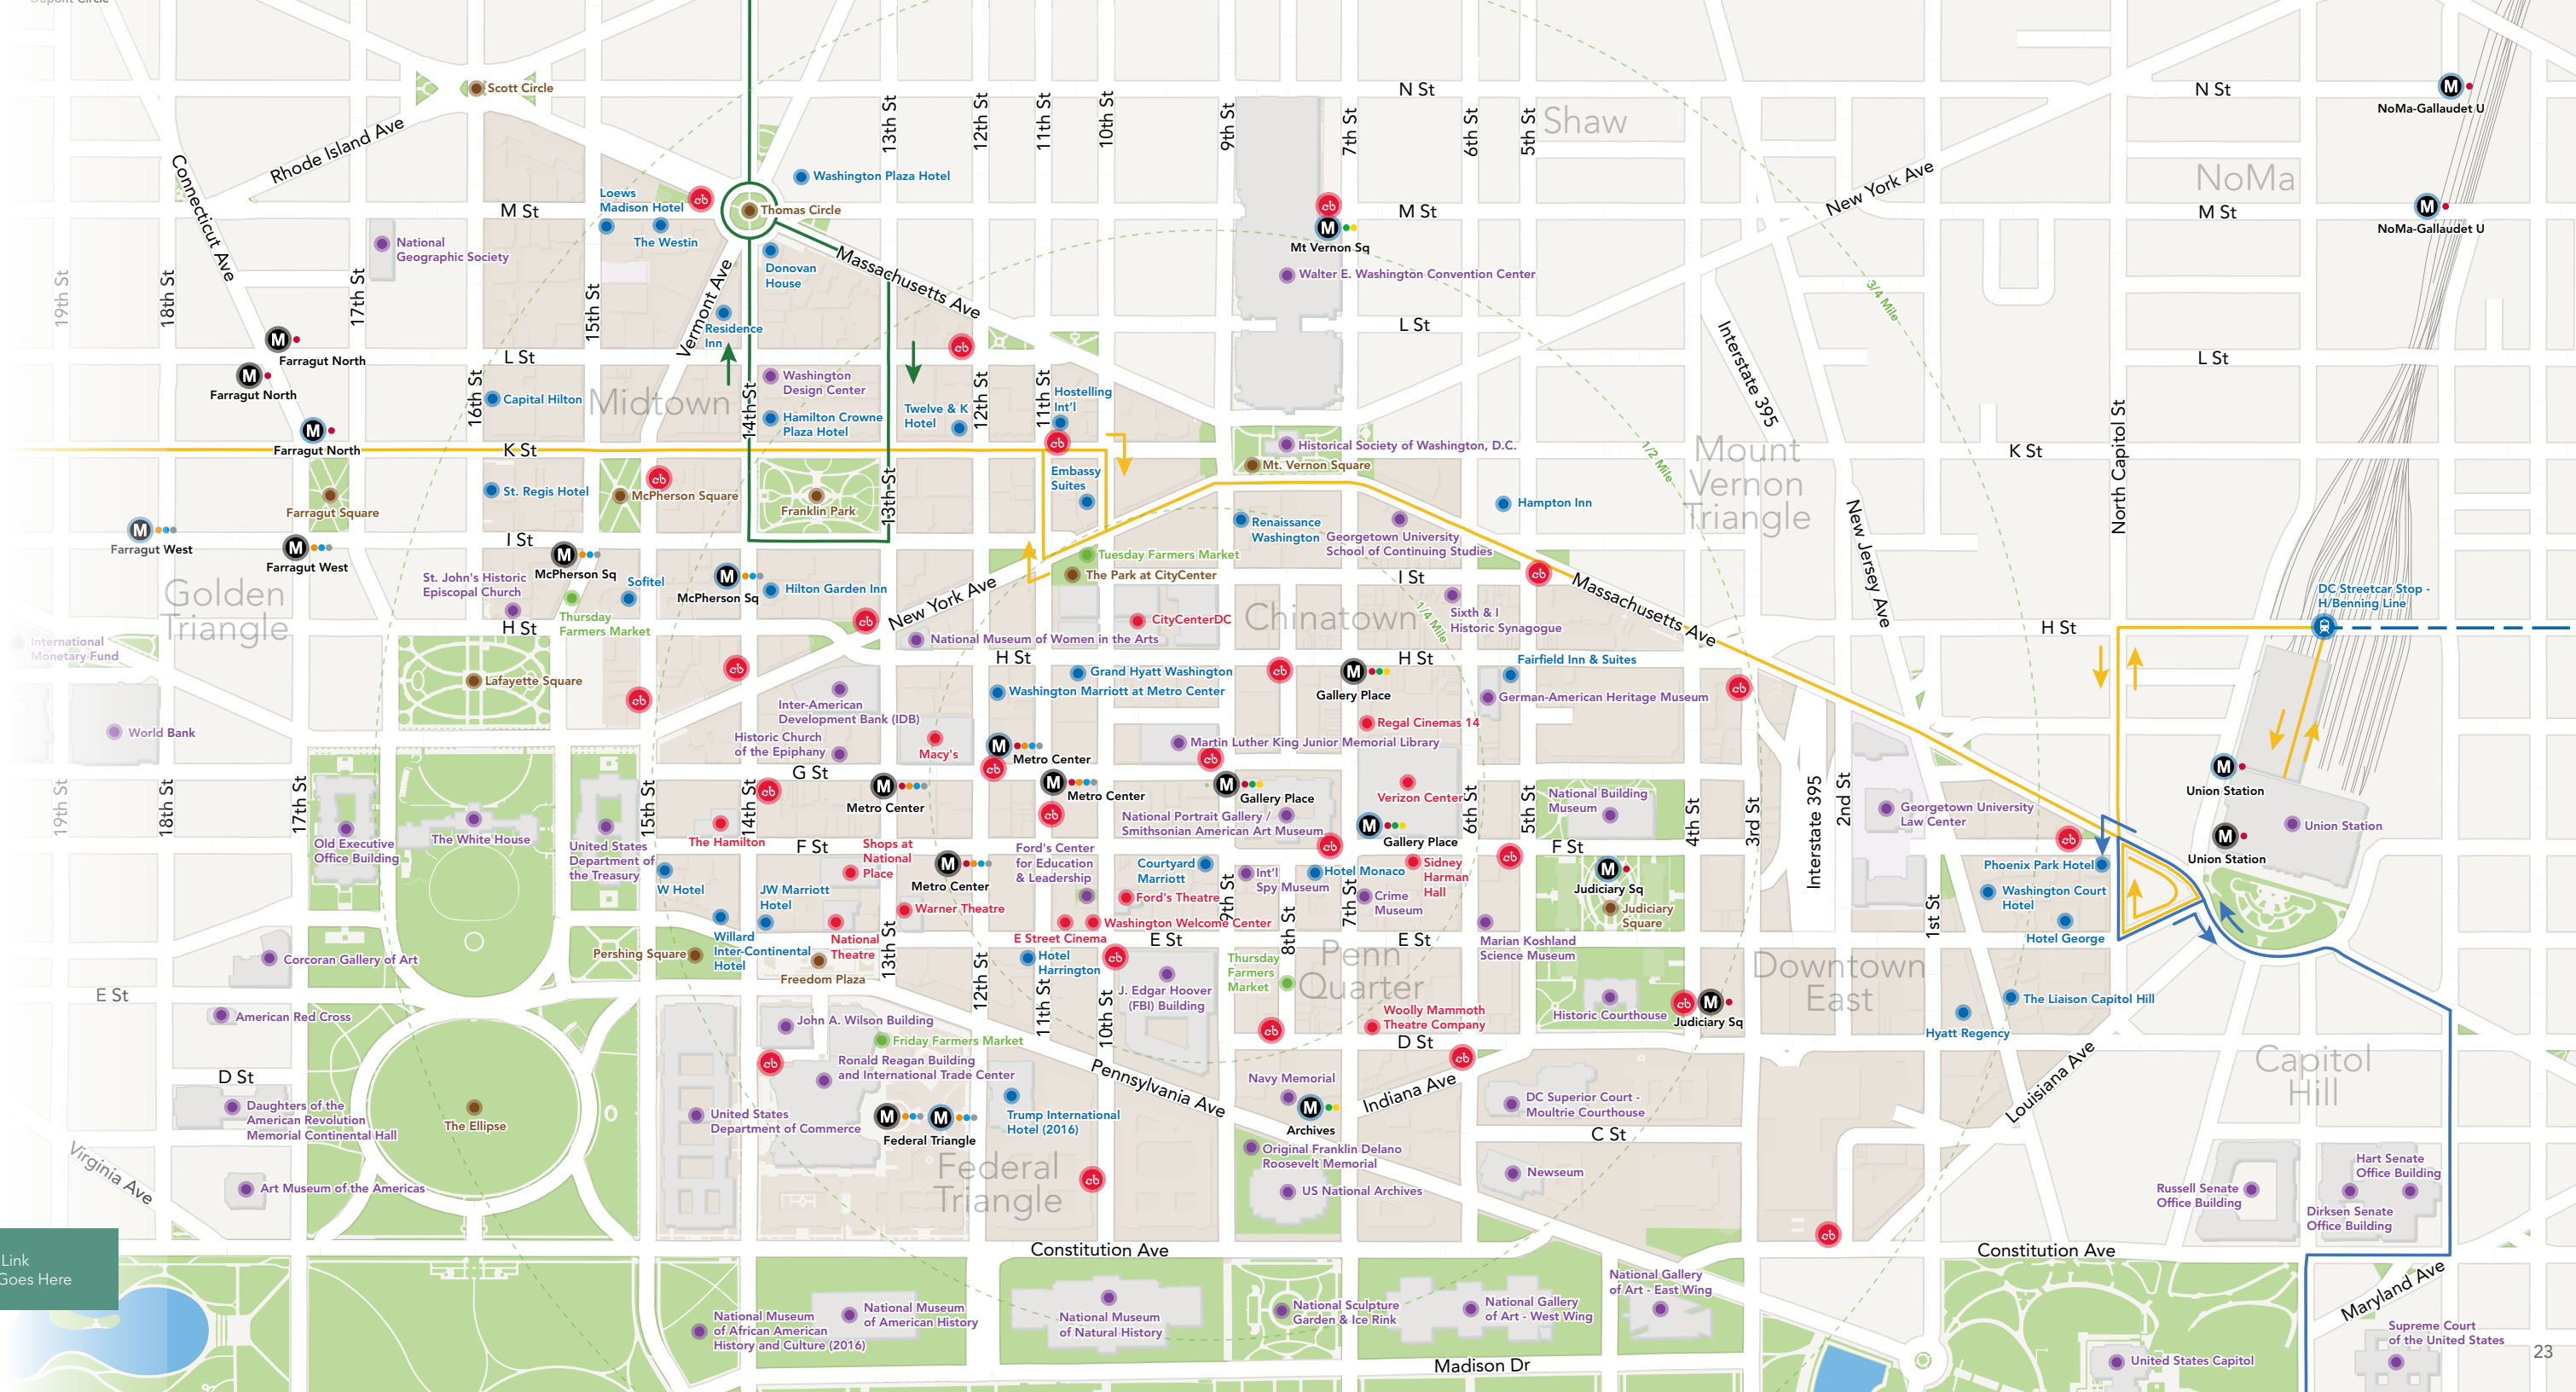 Dupont Circle
Scott Circle
N St
N St
NoMa-Gallaudet U
Rhode Island Ave
Connecticut Ave
13th St
12th St
11th St
10th St
9th St
7th St
6th St
5th St
Shaw
New York Ave
NoMa
Washington Plaza Hotel
Loews
Madison Hotel
cb
Thomas Circle
M St
The Westin
cb
M
Mt Vernon Sq
M St
M St
M
NoMa-Gallaudet U
National
Geographic Society
Donovan
House
Massachusetts Ave
Walter E. Washington Convention Center
3/4 Mile
19th St
18th St
17th St
15th St
Vermont Ave
Residence
Inn
L St
Interstate 395
M
Farragut North
L St
cb
L St
M
Farragut North
16th St
Capital Hilton
Midtown
14th St
Washington
Design Center
Hamilton Crowne
Plaza Hotel
Twelve & K
Hotel
12th St
11th St
Hostelling
Int'l
cb
North Capitol St
M
Farragut North
K St
Historical Society of Washington, D.C.
Mt. Vernon Square
1/2 Mile
Mount
Vernon
Triangle
K St
St. Regis Hotel
cb
McPherson Square
Franklin Park
13th St
Embassy
Suites
Hampton Inn
Farragut Square
M
Farragut West
M
Farragut West
I St
M
McPherson Sq
Renaissance
Washington
Georgetown University
School of Continuing Studies
New Jersey Ave
Tuesday Farmers Market
The Park at CityCenter
I St
cb
Massachusetts Ave
Golden
Triangle
St. John's Historic
Episcopal Church
Sofitel
M
McPherson Sq
Hilton Garden Inn
New York Ave
DC Streetcar Stop -
H/Benning Line
Thursday
Farmers Market
H St
cb
National Museum of Women in the Arts
CityCenterDC
Chinatown
1/4 Mile
Sixth & I
Historic Synagogue
H St
International
Monetary Fund
H St
H St
Lafayette Square
cb
cb
Grand Hyatt Washington
Washington Marriott at Metro Center
cb
M
Gallery Place
Fairfield Inn & Suites
German-American Heritage Museum
cb
World Bank
Inter-American
Development Bank (IDB)
Historic Church
of the Epiphany
Macy's
Regal Cinemas 14
Martin Luther King Junior Memorial Library
M
Metro Center
cb
cb
M
Union Station
G St
19th St
18th St
17th St
15th St
14th St
cb
M
Metro Center
M
Metro Center
cb
M
Gallery Place
Verizon Center
6th St
5th St
National Building
Museum
4th St
3rd St
Interstate 395
2nd St
Georgetown University
Law Center
M
Union Station
Union Station
Old Executive
Office Building
The White House
United States
Department of
the Treasury
The Hamilton
National Portrait Gallery /
Smithsonian American Art Museum
M
Gallery Place
cb
F St
Shops at
National
Place
M
Metro Center
Ford's Center
for Education
& Leadership
Courtyard
Marriott
Int'l
Spy Museum
Hotel Monaco
Sidney
Harman
Hall
cb
F St
M
Judiciary Sq
cb
Phoenix Park Hotel
W Hotel
JW Marriott
Hotel
Warner Theatre
Ford's Theatre
9th St
7th St
Crime
Museum
Judiciary
Square
Washington Court
Hotel
1st St
Willard
Inter-Continental
Hotel
National
Theatre
Washington Welcome Center
E Street Cinema
E St
8th St
E St
Marian Koshland
Science Museum
Hotel George
Corcoran Gallery of Art
Pershing Square
Freedom Plaza
13th St
Hotel
Harrington
cb
J. Edgar Hoover
(FBI) Building
Thursday
Farmers
Market
Penn
Quarter
Downtown
East
E St
American Red Cross
12th St
11th St
10th St
Historic Courthouse
cb
M
Judiciary Sq
The Liaison Capitol Hill
Hyatt Regency
John A. Wilson Building
Friday Farmers Market
cb
Woolly Mammoth
Theatre Company
D St
cb
cb
Ronald Reagan Building
and International Trade Center
D St
Pennsylvania Ave
Navy Memorial
Indiana Ave
Louisiana Ave
Capitol
Hill
Daughters of the
American Revolution
Memorial Continental Hall
The Ellipse
United States
Department of Commerce
M
M
Federal Triangle
Trump International
Hotel (2016)
M
Archives
DC Superior Court -
Moultrie Courthouse
C St
Virginia Ave
Original Franklin Delano
Roosevelt Memorial
Newseum
Hart Senate
Office Building
Art Museum of the Americas
Federal
Triangle
cb
US National Archives
Russell Senate
Office Building
Dirksen Senate
Office Building
cb
Link
Goes Here
Constitution Ave
Constitution Ave
National Museum
of African American
History and Culture (2016)
National Museum
of American History
National Museum
of Natural History
National Sculpture
Garden & Ice Rink
National Gallery
of Art - West Wing
National Gallery
of Art - East Wing
Maryland Ave
Supreme Court
of the United States
Madison Dr
United States Capitol
23